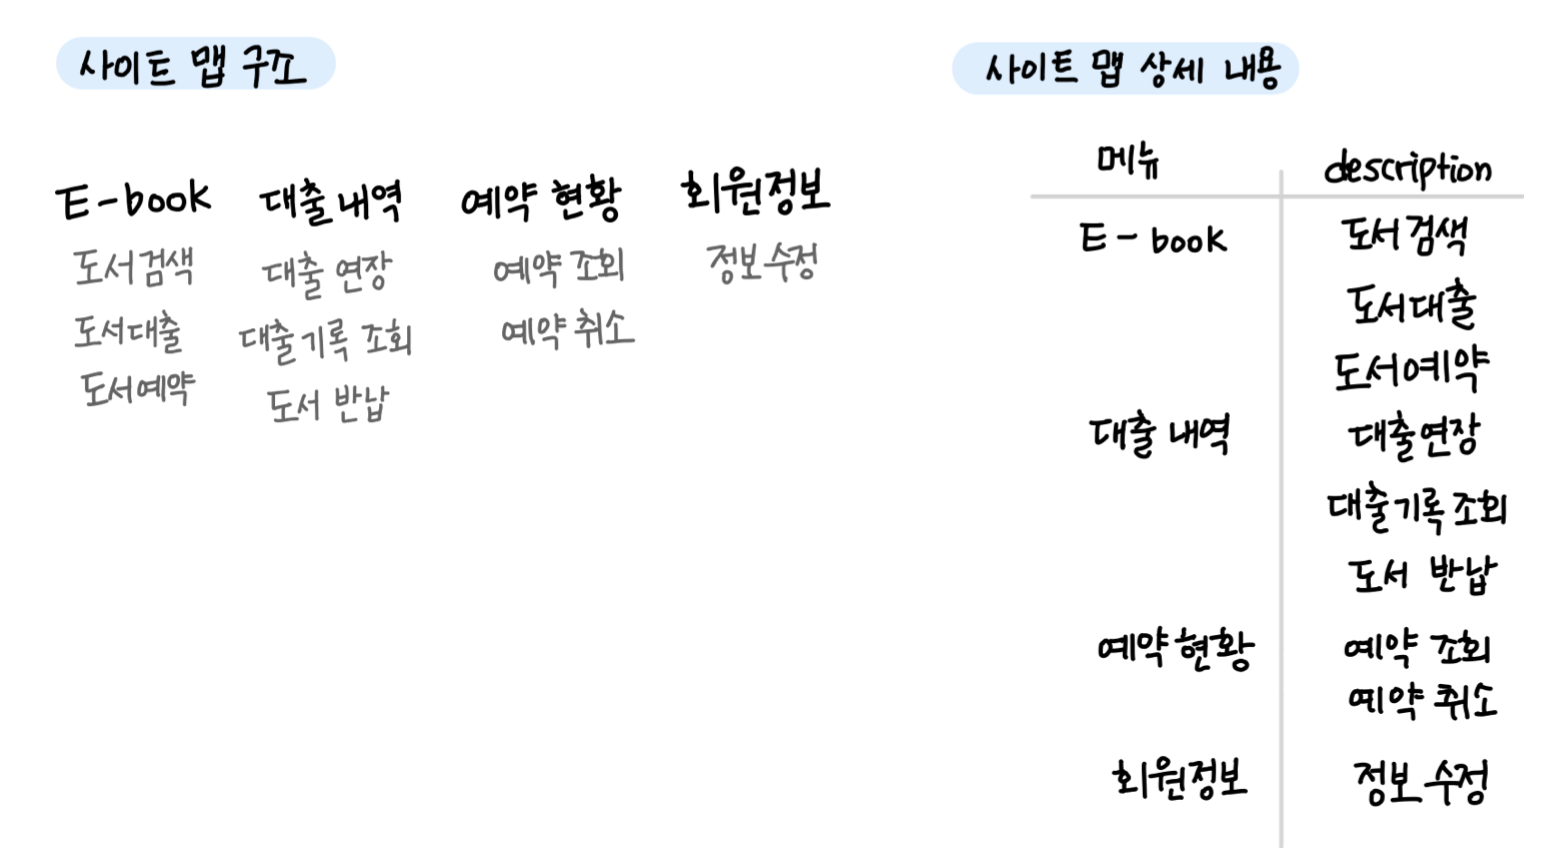 사이트 맵 구조
E-book 대출 내역 예약 현황 회원정보
도서검색 대출 연장 예약 조회 정보 수정
도서대출 대출기록 조회 예약 취소
도서예약 도서 반납
사이트 맵 상세 내용
메뉴 description
E-book 도서검색
도서대출
도서예약
대출 내역 대출연장
대출기록 조회
도서 반납
예약현황 예약 조회
예약 취소
회원정보 정보 수정